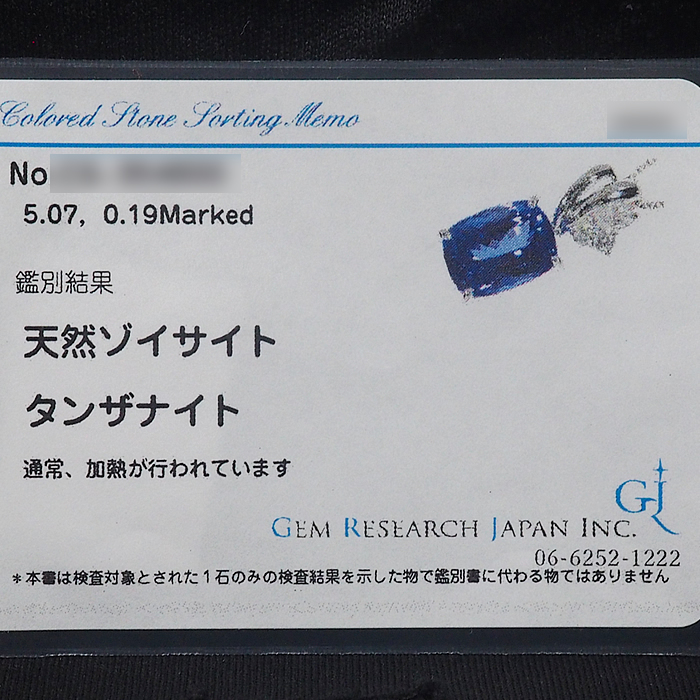 Colored Stone Sorting Memo
No
5.07, 0.19Marked
鑑別結果
天然ゾイサイト
タンザナイト
通常、加熱が行われています
GJ
GEM RESEARCH JAPAN INC.
06-6252-1222
*本書は検査対象とされた1石のみの検査結果を示した物で鑑別書に代わる物ではありません